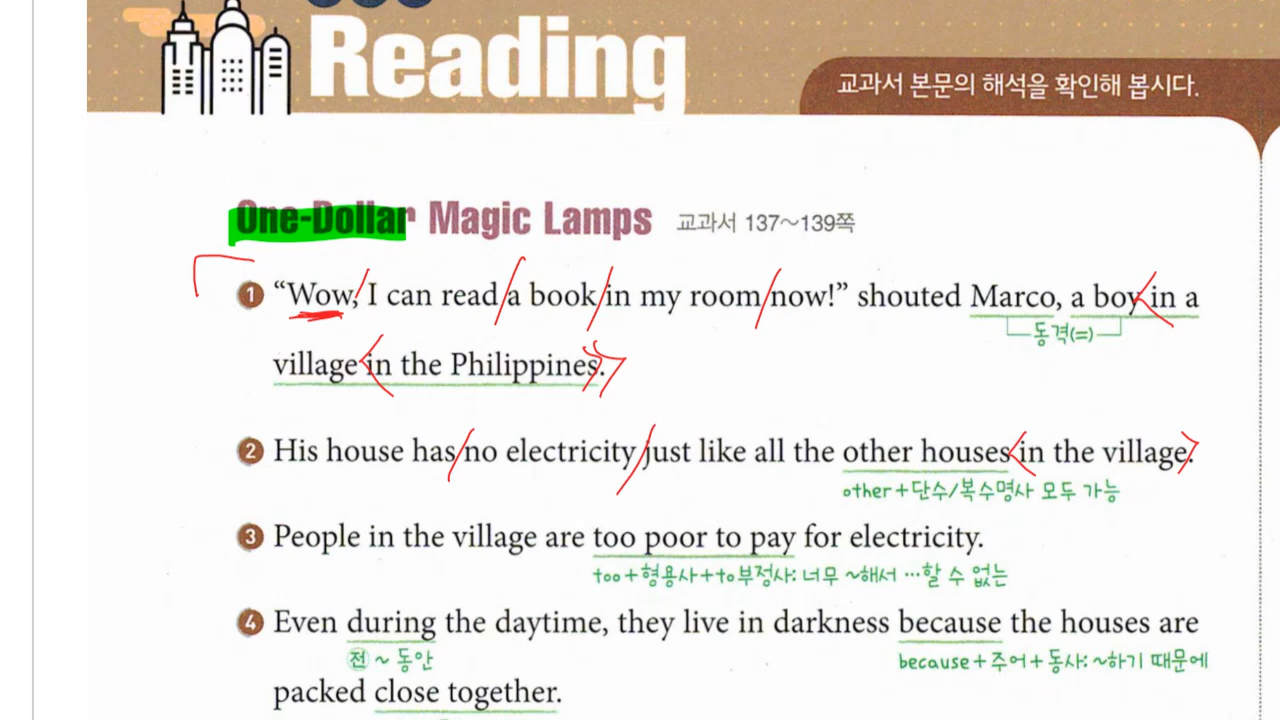 Reading
교과서 본문의 해석을 확인해 봅시다.
One-Dollar Magic Lamps 교과서 137~139쪽
1 “Wow, I can read a book in my room now!” shouted Marco, a boy in a
동격(=)
village in the Philippines.
2 His house has no electricity just like all the other houses in the village.
other+단수/복수명사 모두 가능
3 People in the village are too poor to pay for electricity.
too+형용사+to부정사: 너무 ~해서 …할 수 없는
4 Even during the daytime, they live in darkness because the houses are
전 ~ 동안 because+주어+동사: ~하기 때문에
packed close together.